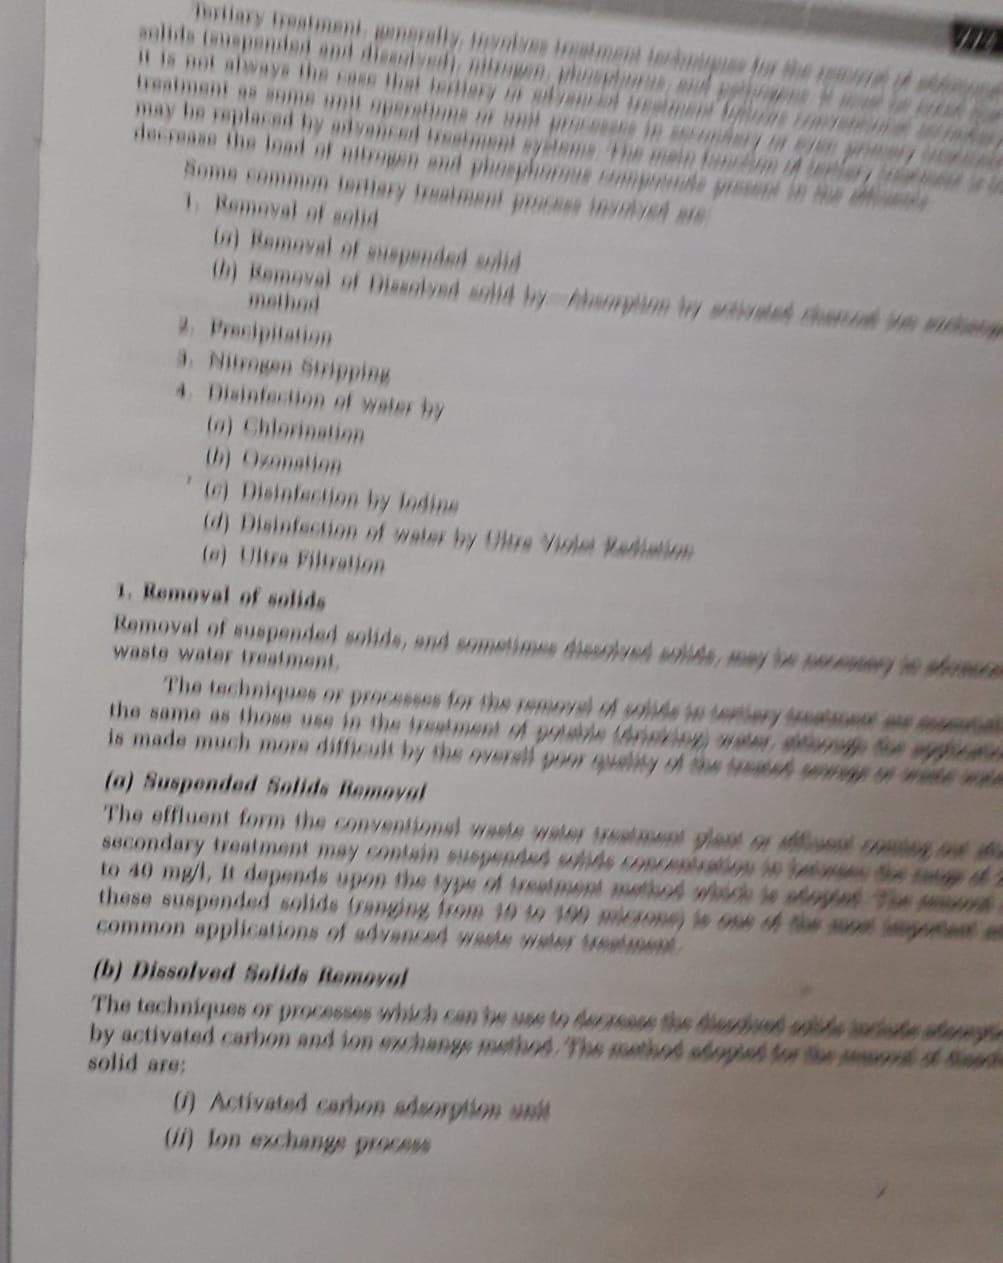 Tertiary treatment, generally, involves treatment techniques for the removal of
solids (suspended and dissolved), nitrogen, phosphorus, and pathogens. It must be
it is not always the case that tertiary or advanced treatment follows conventional secondary
treatment as some unit operations or unit processes in secondary or even primary treatment
may be replaced by advanced treatment systems. The main function of tertiary treatment is to
decrease the load of nitrogen and phosphorus compounds present in the effluents.
Some common tertiary treatment process involved are:
1. Removal of solid
(a) Removal of suspended solid
(b) Removal of Dissolved solid by—Absorption by activated charcoal ion exchange
method
2. Precipitation
3. Nitrogen Stripping
4. Disinfection of water by
(a) Chlorination
(b) Ozonation
(c) Disinfection by Iodine
(d) Disinfection of water by Ultra Violet Radiation
(e) Ultra Filtration
1. Removal of solids
Removal of suspended solids, and sometimes dissolved solids, may be necessary in advanced
waste water treatment.
The techniques or processes for the removal of solids in tertiary treatment are
the same as those use in the treatment of potable (drinking) water, although the
is made much more difficult by the overall poor quality of the treated sewage or waste
(a) Suspended Solids Removal
The effluent form the conventional waste water treatment plant or effluent coming out
secondary treatment may contain suspended solids concentration in between the range of
to 40 mg/l, It depends upon the type of treatment method which is adopted. The removal
these suspended solids (ranging from 10 to 100 microns) is one of the most important
common applications of advanced waste water treatment.
(b) Dissolved Solids Removal
The techniques or processes which can be use to decrease the dissolved solids include
by activated carbon and ion exchange method. The method adopted for the removal of
solid are:
(i) Activated carbon adsorption unit
(ii) Ion exchange process